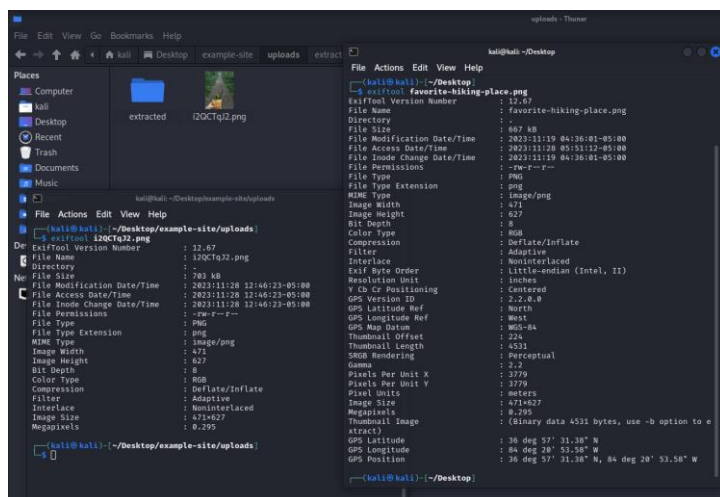 uploads - Thunar
File Edit View Go Bookmarks Help
kali Desktop example-site uploads extract
Places
Computer
kali
Desktop
Recent
Trash
Documents
Music
extracted
i2QCTqJ2.png
kali@kali: ~/Desktop/example-site/uploads
File Actions Edit View Help
(kali㉿kali)-[~/Desktop/example-site/uploads]
$ exiftool i2QCTqJ2.png
ExifTool Version Number : 12.67
File Name : i2QCTqJ2.png
Directory : .
File Size : 703 kB
File Modification Date/Time : 2023:11:28 12:46:23-05:00
File Access Date/Time : 2023:11:28 12:46:23-05:00
File Inode Change Date/Time : 2023:11:28 12:46:23-05:00
File Permissions : -rw-r--r--
File Type : PNG
File Type Extension : png
MIME Type : image/png
Image Width : 471
Image Height : 627
Bit Depth : 8
Color Type : RGB
Compression : Deflate/Inflate
Filter : Adaptive
Interlace : Noninterlaced
Image Size : 471×627
Megapixels : 0.295
(kali㉿kali)-[~/Desktop/example-site/uploads]
$
kali@kali: ~/Desktop
File Actions Edit View Help
(kali㉿kali)-[~/Desktop]
$ exiftool favorite-hiking-place.png
ExifTool Version Number : 12.67
File Name : favorite-hiking-place.png
Directory : .
File Size : 667 kB
File Modification Date/Time : 2023:11:19 04:36:01-05:00
File Access Date/Time : 2023:11:28 05:51:12-05:00
File Inode Change Date/Time : 2023:11:19 04:36:01-05:00
File Permissions : -rw-r--r--
File Type : PNG
File Type Extension : png
MIME Type : image/png
Image Width : 471
Image Height : 627
Bit Depth : 8
Color Type : RGB
Compression : Deflate/Inflate
Filter : Adaptive
Interlace : Noninterlaced
Exif Byte Order : Little-endian (Intel, II)
Resolution Unit : inches
Y Cb Cr Positioning : Centered
GPS Version ID : 2.2.0.0
GPS Latitude Ref : North
GPS Longitude Ref : West
GPS Map Datum : WGS-84
Thumbnail Offset : 224
Thumbnail Length : 4531
SRGB Rendering : Perceptual
Gamma : 2.2
Pixels Per Unit X : 3779
Pixels Per Unit Y : 3779
Pixel Units : meters
Image Size : 471×627
Megapixels : 0.295
Thumbnail Image : (Binary data 4531 bytes, use -b option to e
xtract)
GPS Latitude : 36 deg 57' 31.38" N
GPS Longitude : 84 deg 20' 53.58" W
GPS Position : 36 deg 57' 31.38" N, 84 deg 20' 53.58" W
(kali㉿kali)-[~/Desktop]